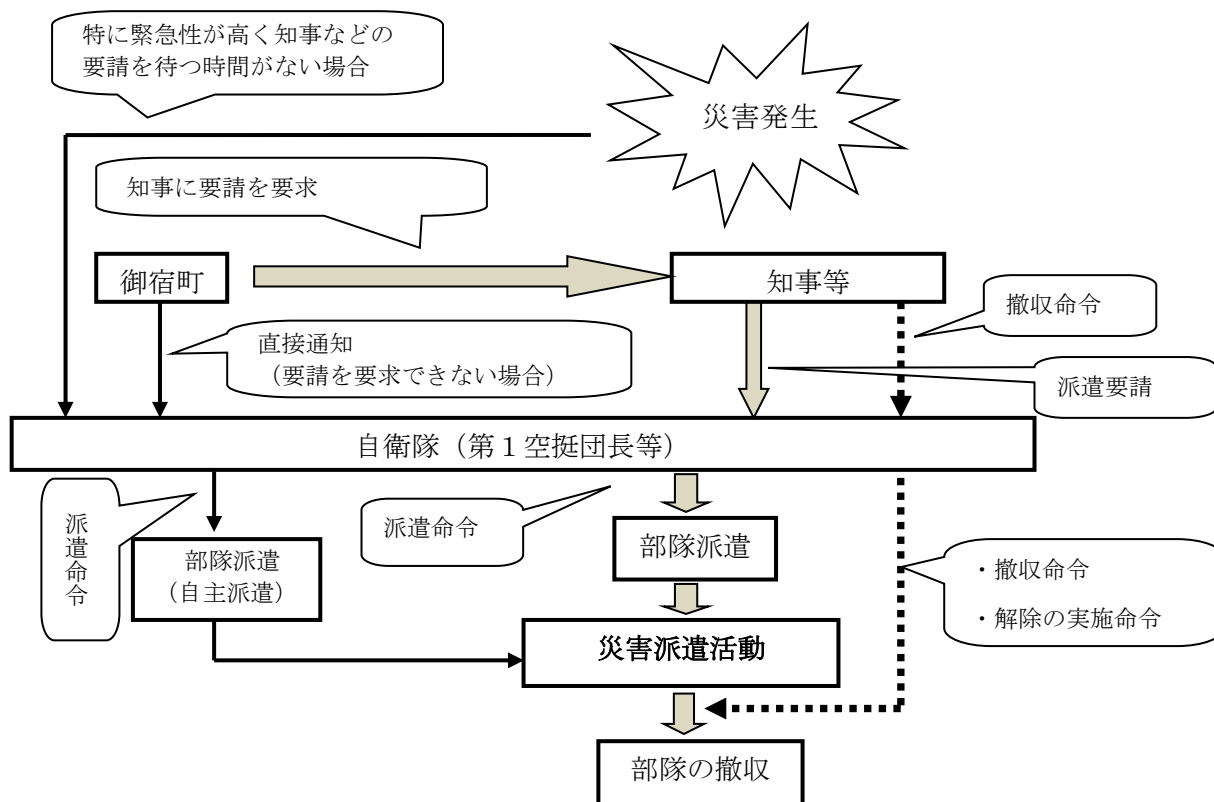 特に緊急性が高く知事などの
要請を待つ時間がない場合
災害発生
知事に要請を要求
御宿町
知事等
撤収命令
直接通知
（要請を要求できない場合）
派遣要請
自衛隊（第１空挺団長等）
派遣命令
派遣命令
部隊派遣
部隊派遣
（自主派遣）
・撤収命令
・解除の実施命令
災害派遣活動
部隊の撤収